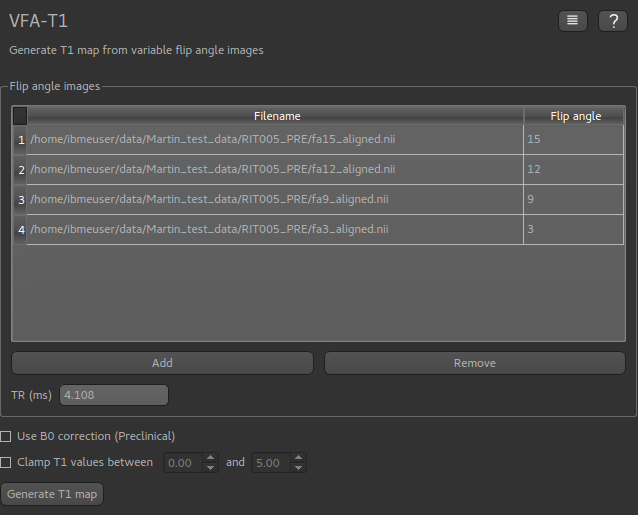 VFA-T1
?
Generate T1 map from variable flip angle images
Flip angle images
Filename Flip angle
1 /home/ibmeuser/data/Martin_test_data/RIT005_PRE/fa15_aligned.nii 15
2 /home/ibmeuser/data/Martin_test_data/RIT005_PRE/fa12_aligned.nii 12
3 /home/ibmeuser/data/Martin_test_data/RIT005_PRE/fa9_aligned.nii 9
4 /home/ibmeuser/data/Martin_test_data/RIT005_PRE/fa3_aligned.nii 3
Add Remove
TR (ms) 4.108
Use B0 correction (Preclinical)
Clamp T1 values between 0.00 and 5.00
Generate T1 map